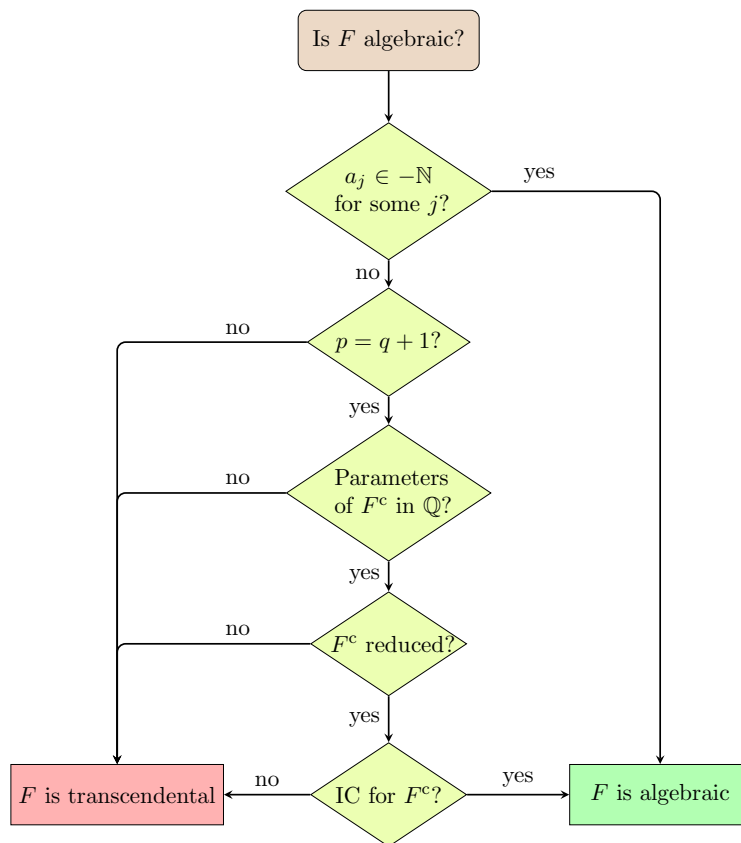 Is F algebraic?
a_j ∈ −ℕ
for some j?
yes
no
p = q + 1?
no
yes
Parameters
of F^c in ℚ?
no
yes
F^c reduced?
no
yes
F is transcendental
no
IC for F^c?
yes
F is algebraic